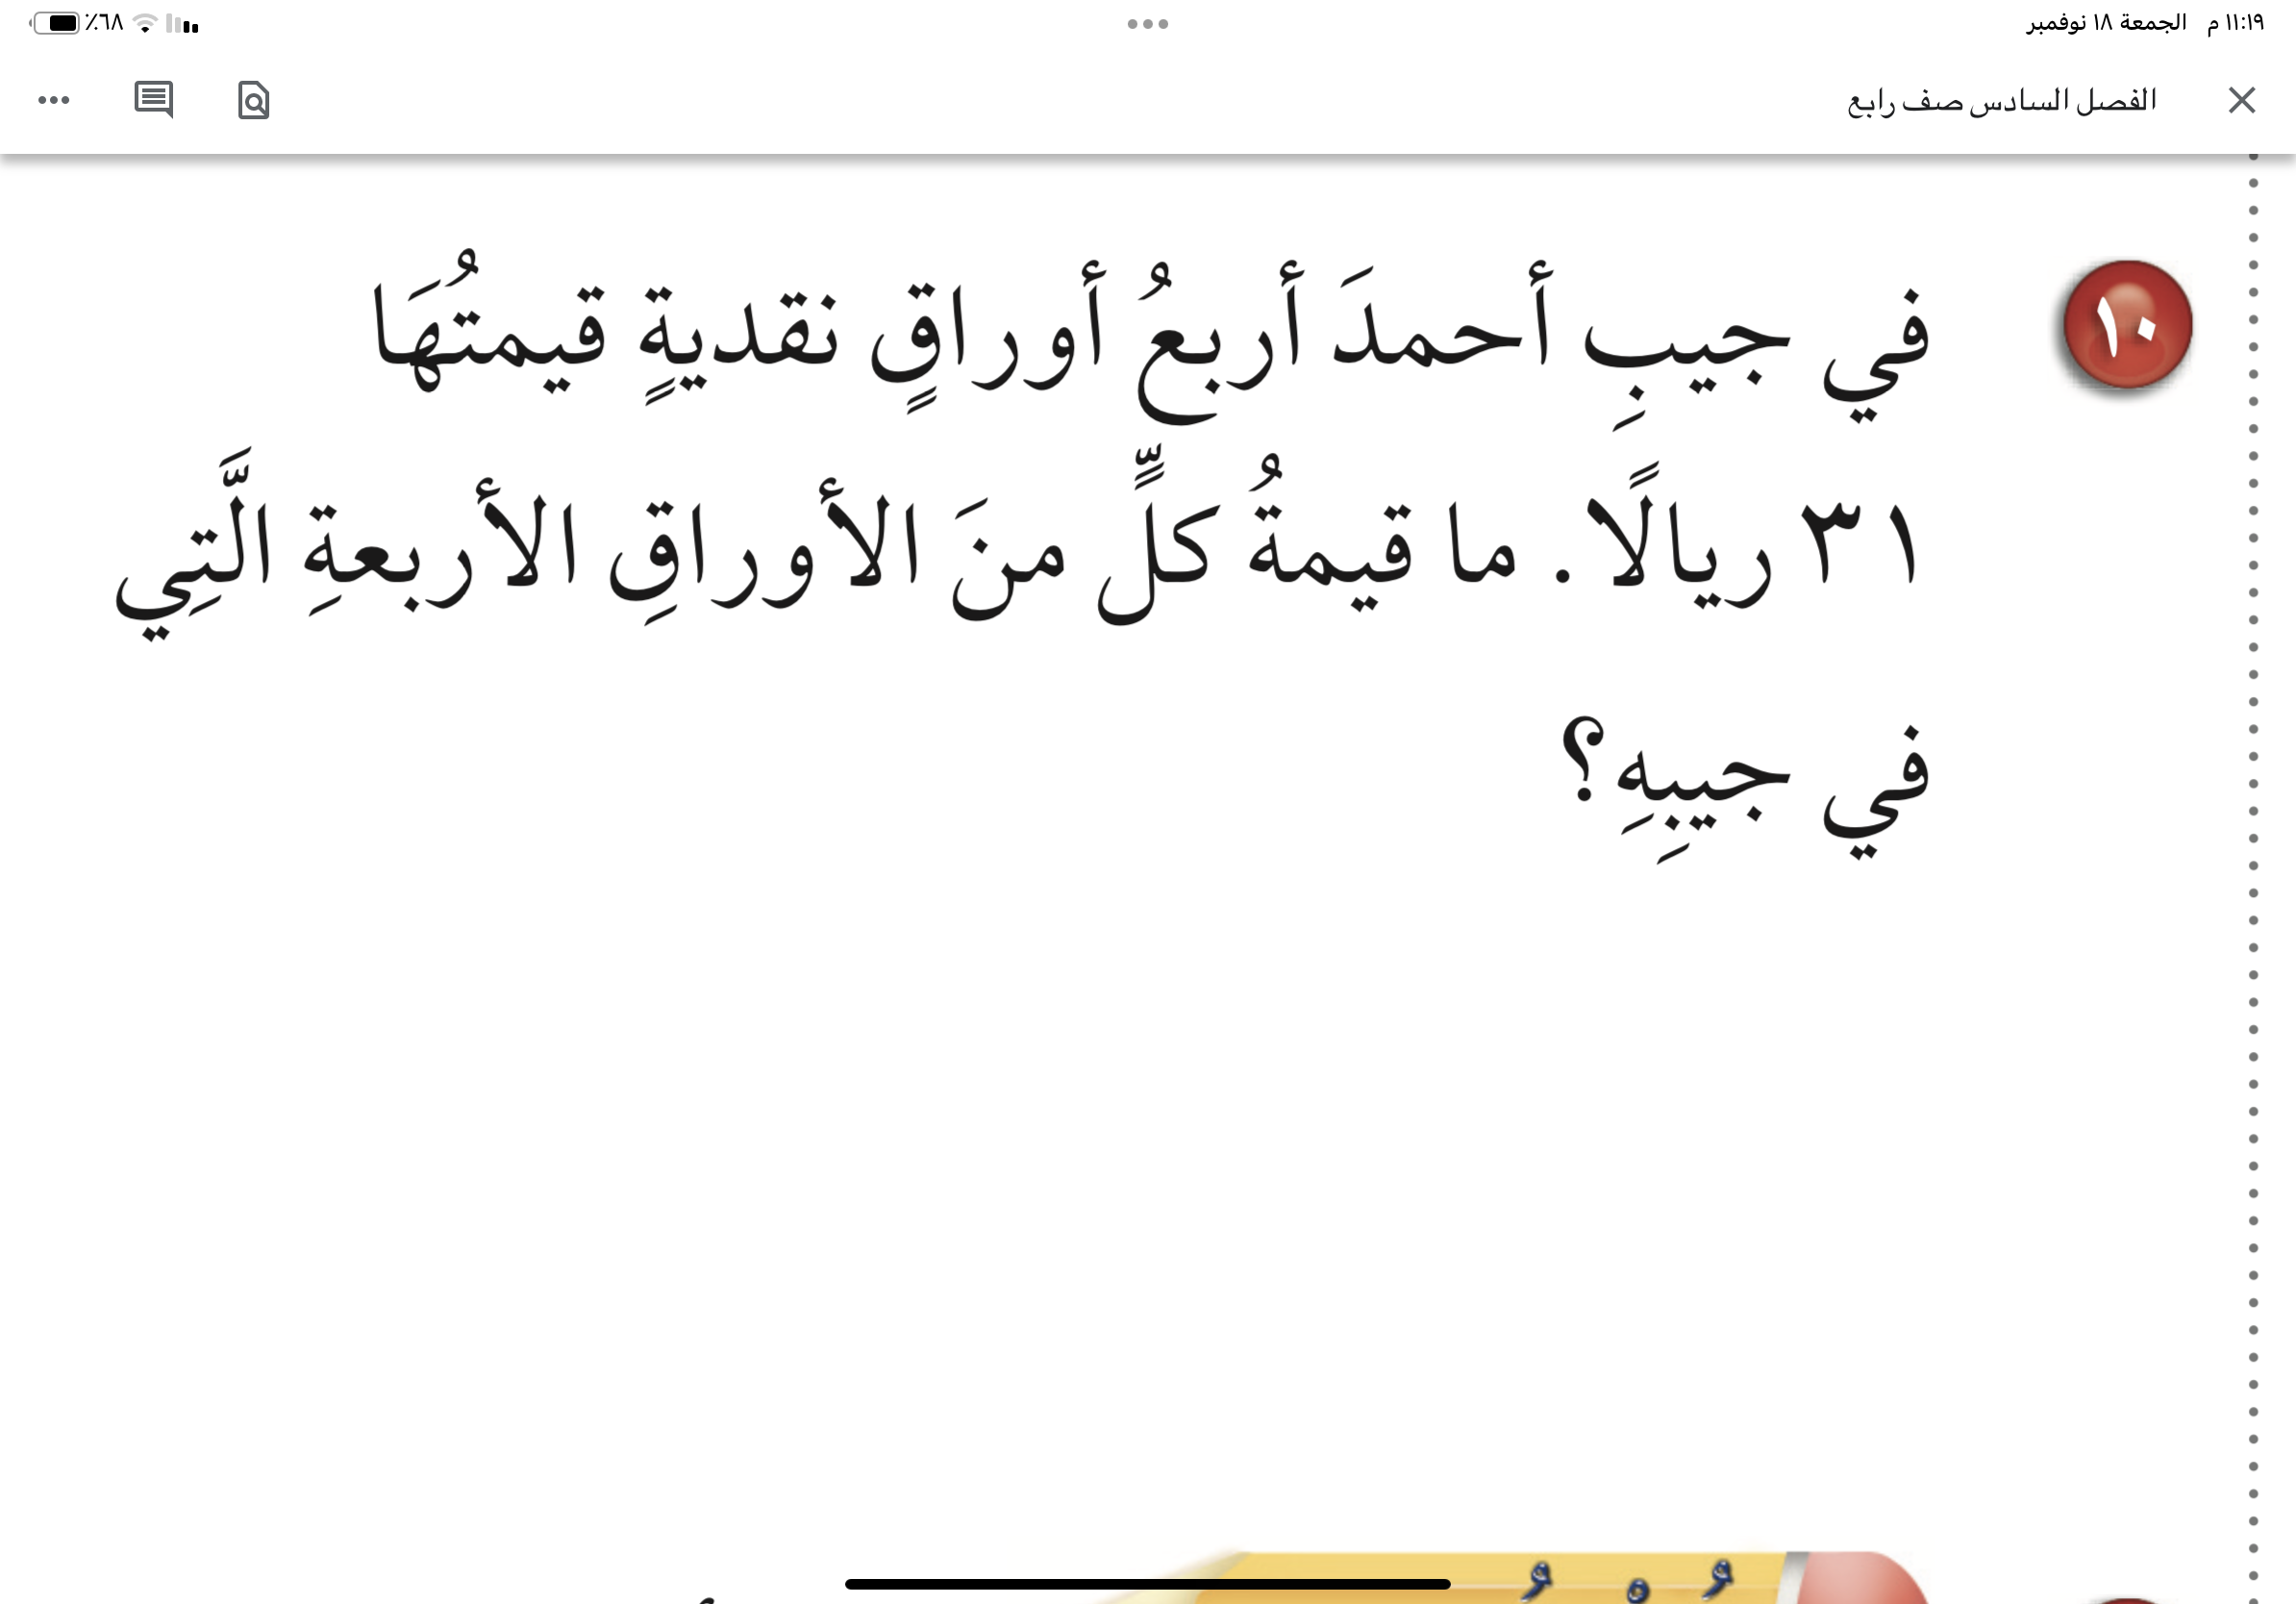 ١١:١٩ م الجمعة ١٨ نوفمبر
٪٦٨
الفصل السادس صف رابع
١٠
في جيبِ أحمدَ أربعُ أوراقٍ نقديةٍ قيمتُهَا
٣١ ريالًا . ما قيمةُ كلٍّ منَ الأوراقِ الأربعةِ الَّتِي
في جيبِهِ؟